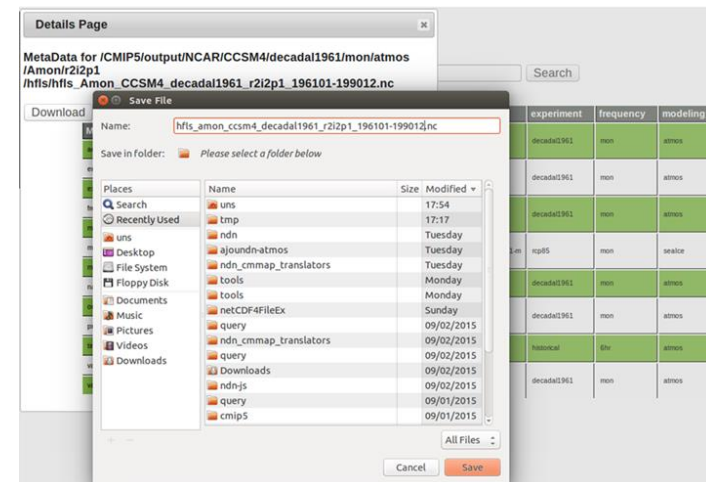 Details Page
MetaData for /CMIP5/output/NCAR/CCSM4/decadal1961/mon/atmos
/Amon/r2i2p1
/hfls/hfls_Amon_CCSM4_decadal1961_r2i2p1_196101-199012.nc
Download
Search
experiment frequency modeling
decadal1961 mon atmos
decadal1961 mon atmos
decadal1961 mon atmos
rcp85 mon seaIce
decadal1961 mon atmos
decadal1961 mon atmos
historical 6hr atmos
decadal1961 mon atmos
Save File
Name: hfls_amon_ccsm4_decadal1961_r2i2p1_196101-199012.nc
Save in folder: Please select a folder below
Places
Search
Recently Used
uns
Desktop
File System
Floppy Disk
Documents
Music
Pictures
Videos
Downloads
Name Size Modified
uns 17:54
tmp 17:17
ndn Tuesday
ajoundn-atmos Tuesday
ndn_cmmap_translators Tuesday
tools Monday
tools Monday
netCDF4FileEx Sunday
query 09/02/2015
ndn_cmmap_translators 09/02/2015
query 09/02/2015
Downloads 09/02/2015
ndn-js 09/02/2015
query 09/01/2015
cmip5 09/01/2015
All Files
Cancel Save